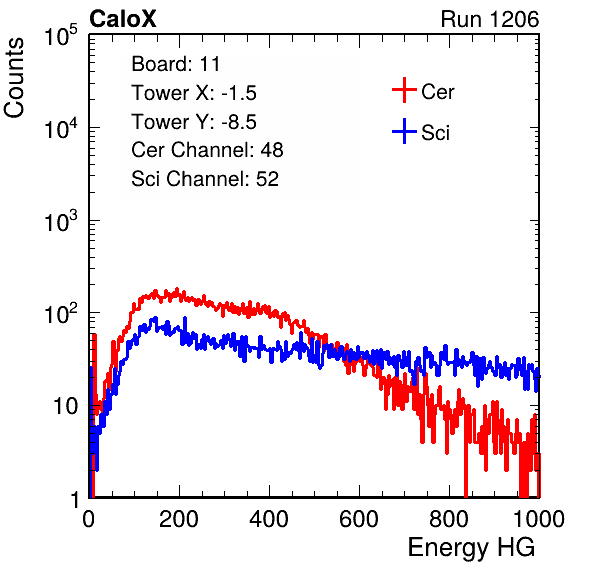 CaloX Run 1206
Counts
10^5
10^4
10^3
10^2
10
1
Board: 11
Tower X: -1.5
Tower Y: -8.5
Cer Channel: 48
Sci Channel: 52
Cer
Sci
0 200 400 600 800 1000
Energy HG